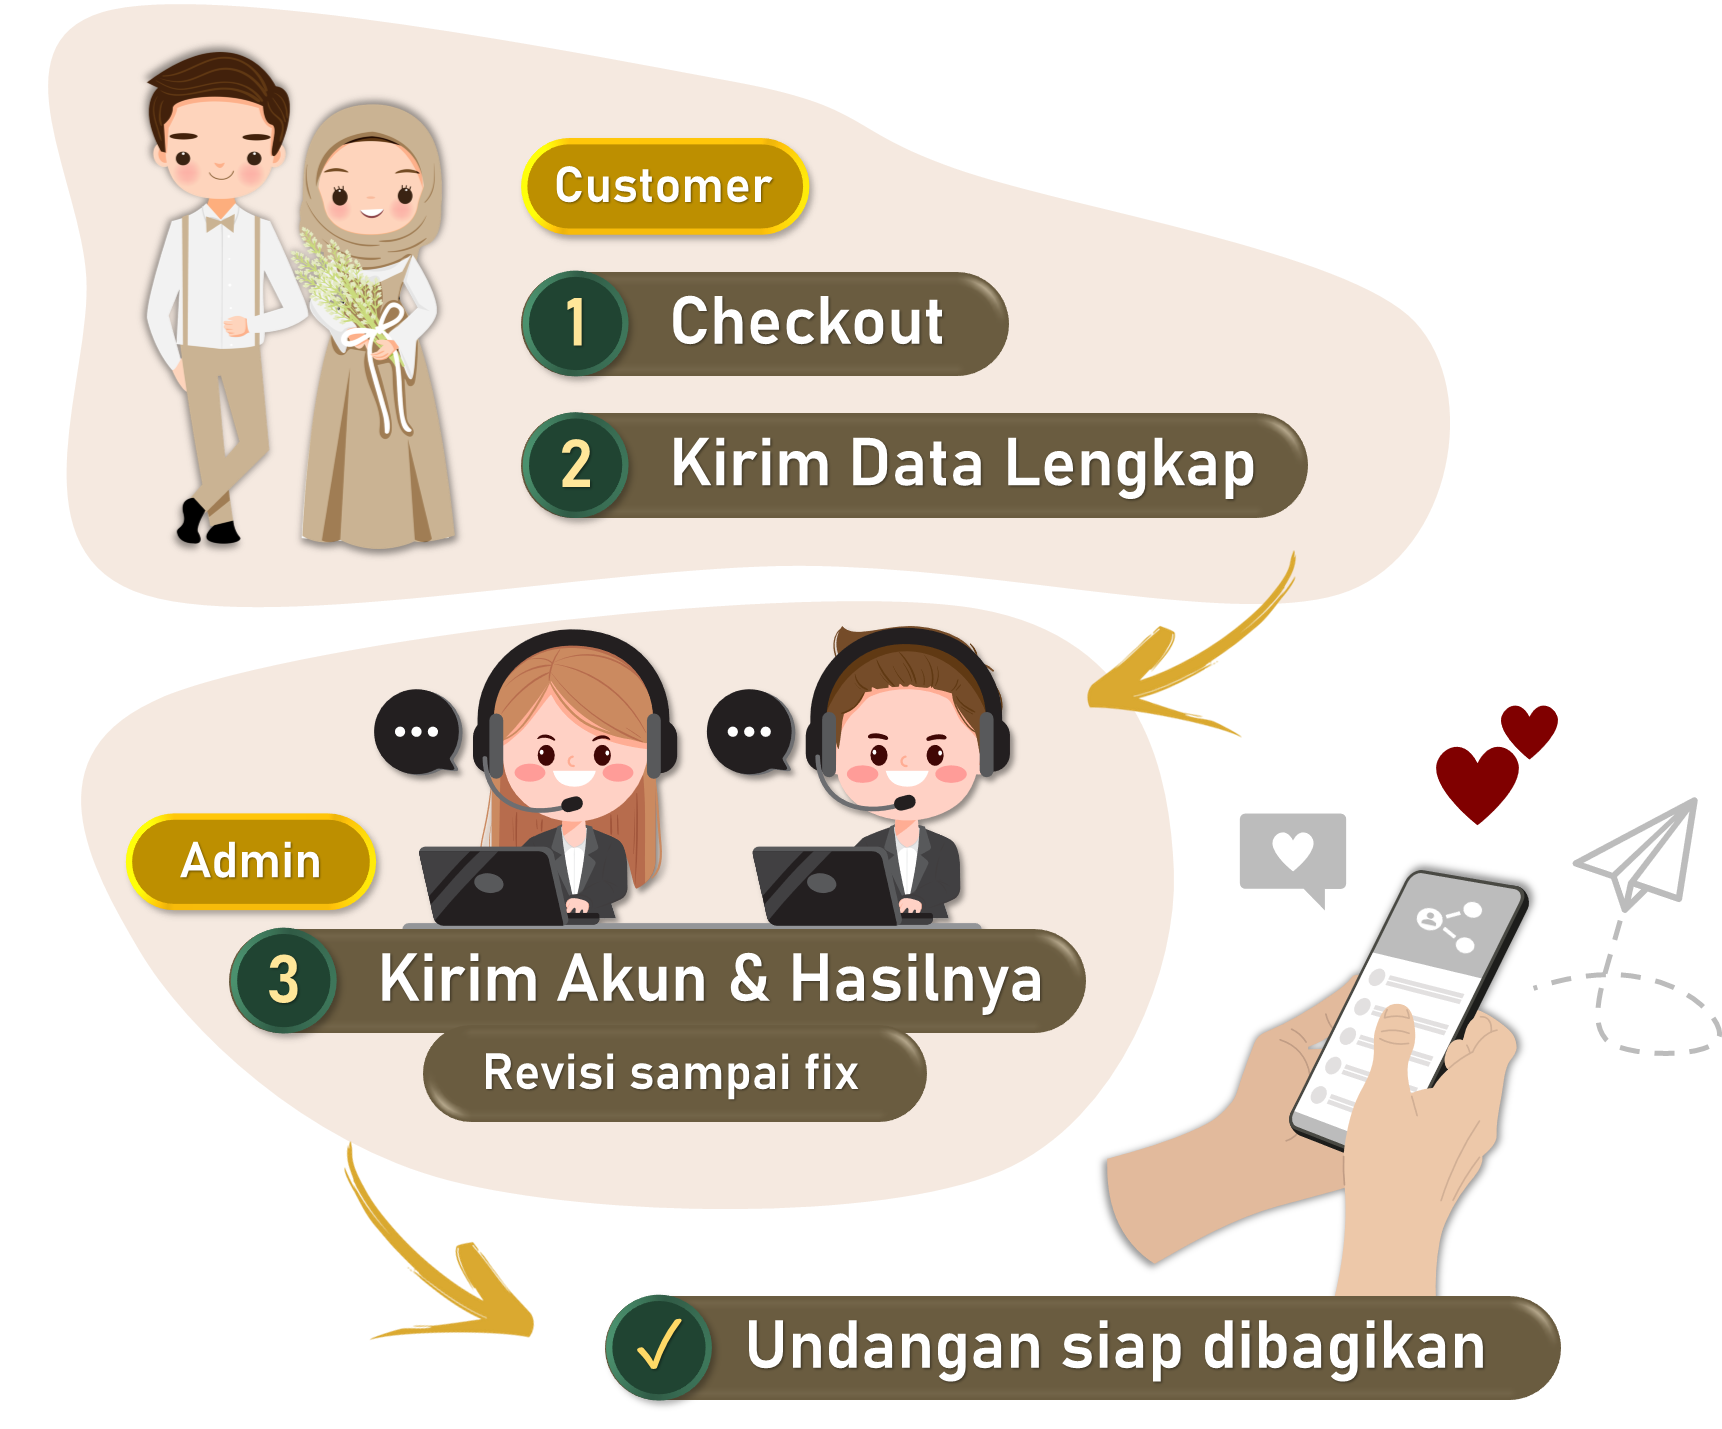 Customer
1 Checkout
2 Kirim Data Lengkap
Admin
3 Kirim Akun & Hasilnya
Revisi sampai fix
✓ Undangan siap dibagikan